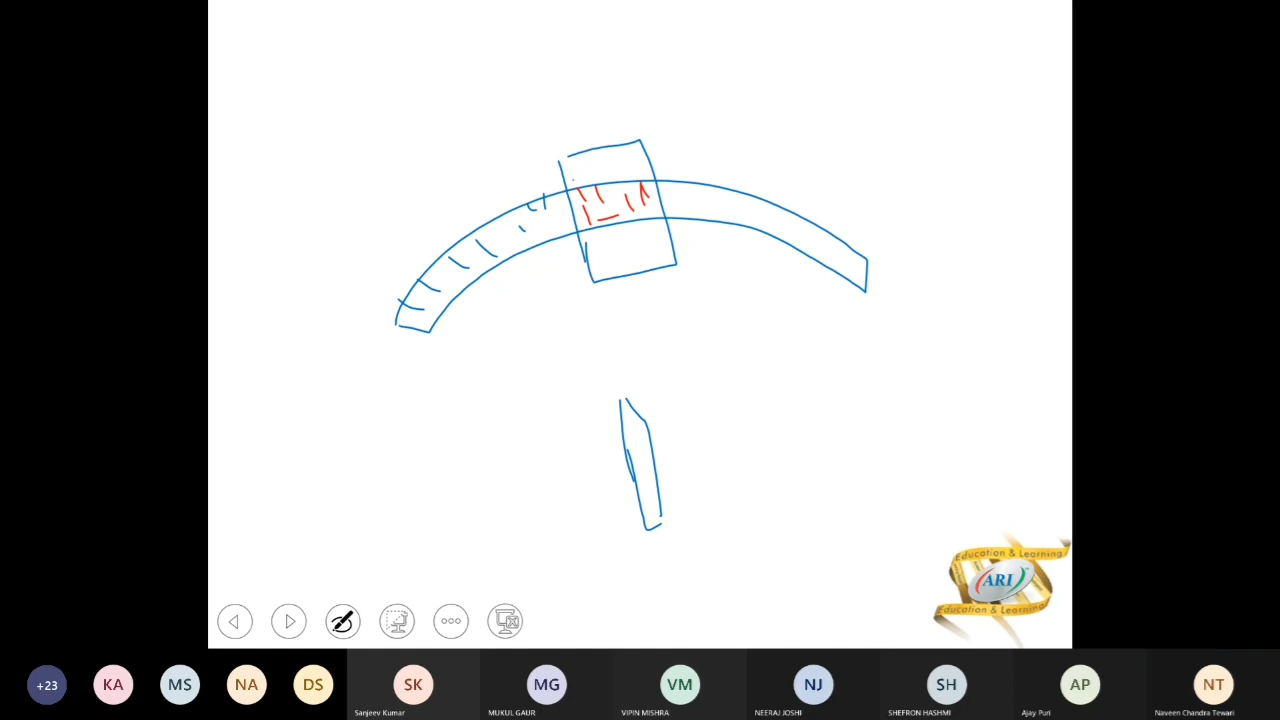 Education & Learning
ARI
Education & Learning
+23
KA
MS
NA
DS
SK
MG
VM
NJ
SH
AP
NT
Sanjeev Kumar
MUKUL GAUR
VIPIN MISHRA
NEERAJ JOSHI
SHEFRON HASHMI
Ajay Puri
Naveen Chandra Tewari